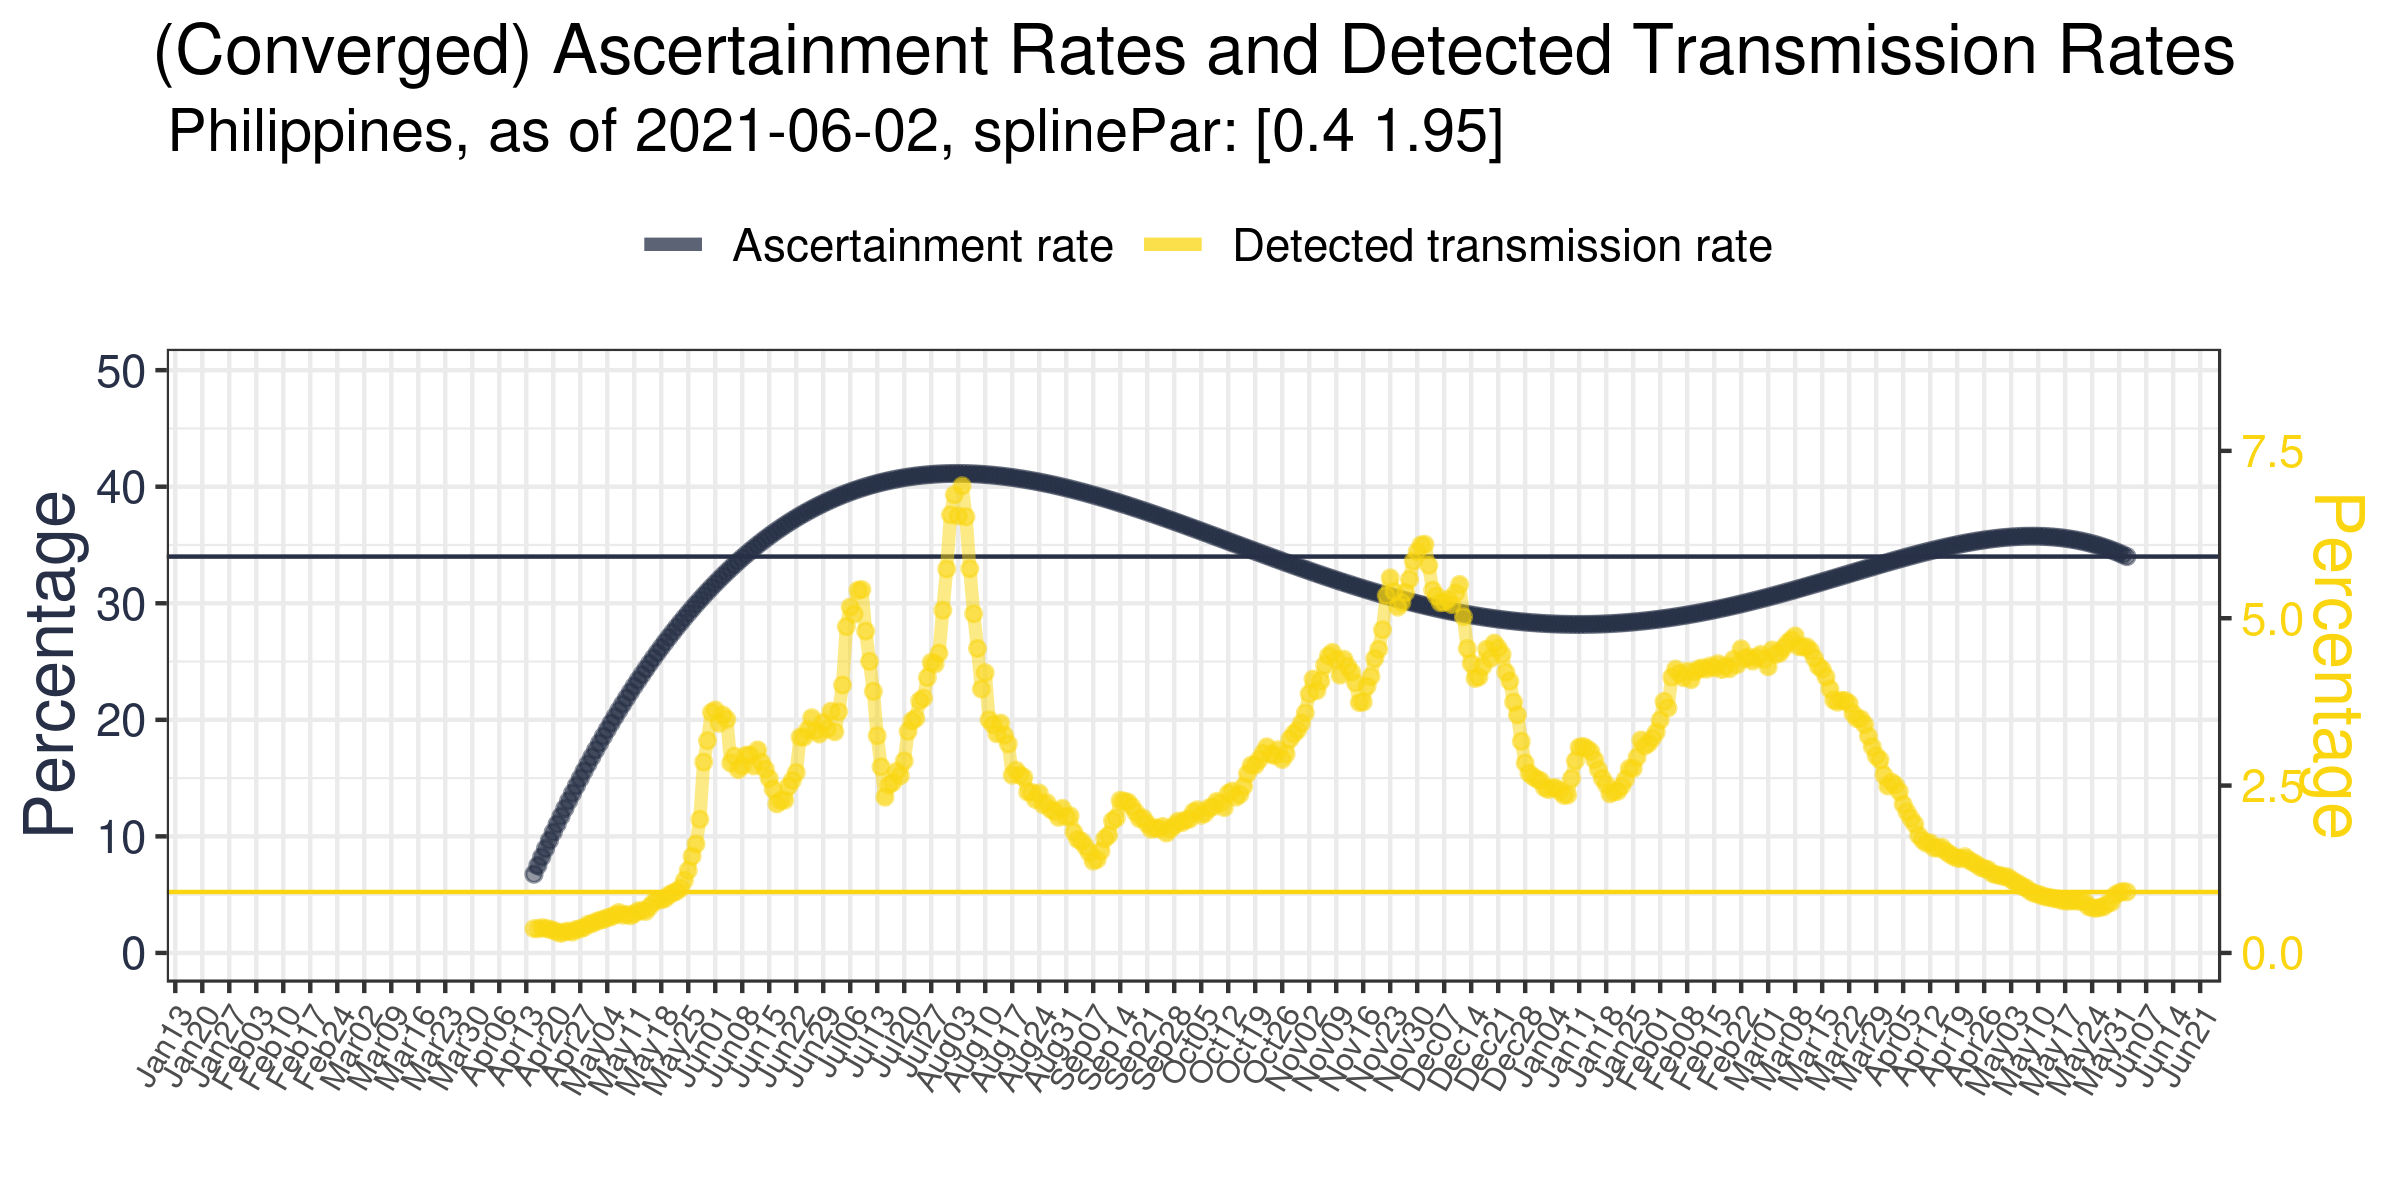 (Converged) Ascertainment Rates and Detected Transmission Rates
Philippines, as of 2021-06-02, splinePar: [0.4 1.95]
Ascertainment rate
Detected transmission rate
Percentage
50
40
30
20
10
0
7.5
5.0
2.5
0.0
Percentage
Jan13
Jan20
Jan27
Feb03
Feb10
Feb17
Feb24
Mar02
Mar09
Mar16
Mar23
Mar30
Apr06
Apr13
Apr20
Apr27
May04
May11
May18
May25
Jun01
Jun08
Jun15
Jun22
Jun29
Jul06
Jul13
Jul20
Jul27
Aug03
Aug10
Aug17
Aug24
Aug31
Sep07
Sep14
Sep21
Sep28
Oct05
Oct12
Oct19
Oct26
Nov02
Nov09
Nov16
Nov23
Nov30
Dec07
Dec14
Dec21
Dec28
Jan04
Jan11
Jan18
Jan25
Feb01
Feb08
Feb15
Feb22
Mar01
Mar08
Mar15
Mar22
Mar29
Apr05
Apr12
Apr19
Apr26
May03
May10
May17
May24
May31
Jun07
Jun14
Jun21